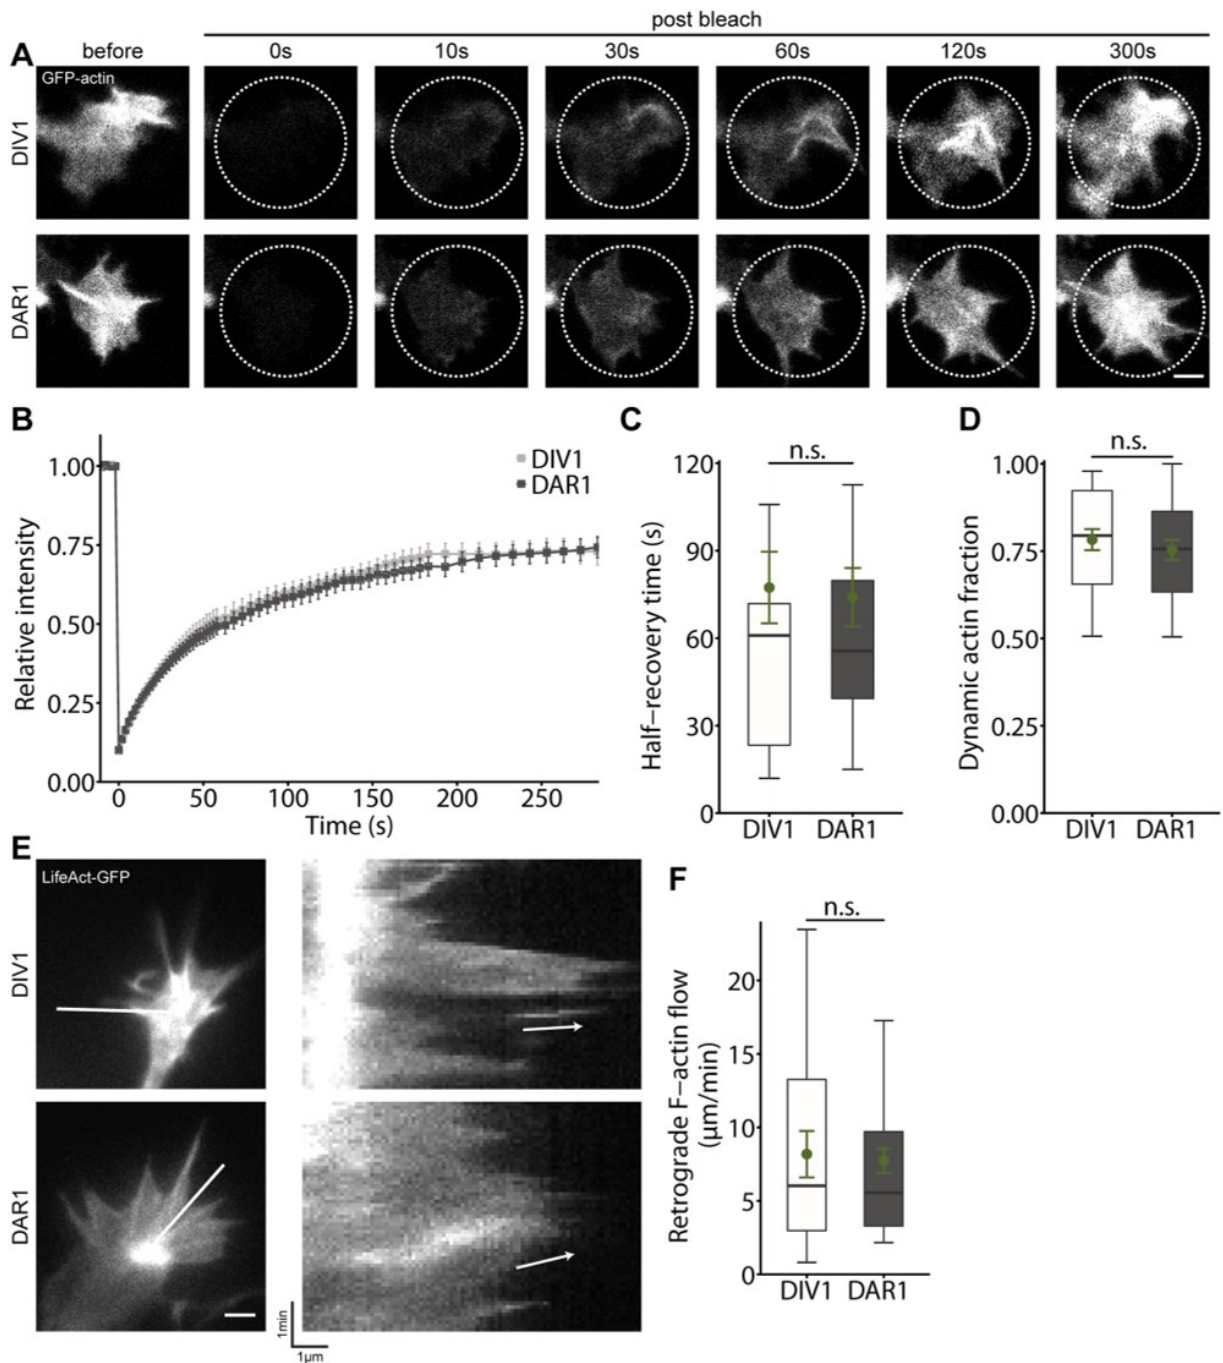 post bleach
A before 0s 10s 30s 60s 120s 300s
GFP-actin
DIV1
DAR1
B
1.00
0.75
0.50
0.25
0.00
Relative intensity
DIV1
DAR1
0 50 100 150 200 250
Time (s)
C
n.s.
120
90
60
30
0
Half−recovery time (s)
DIV1 DAR1
D
n.s.
1.00
0.75
0.50
0.25
0.00
Dynamic actin fraction
DIV1 DAR1
E
LifeAct-GFP
DIV1
DAR1
1min
1μm
F
n.s.
20
15
10
5
0
Retrograde F−actin flow
(μm/min)
DIV1 DAR1